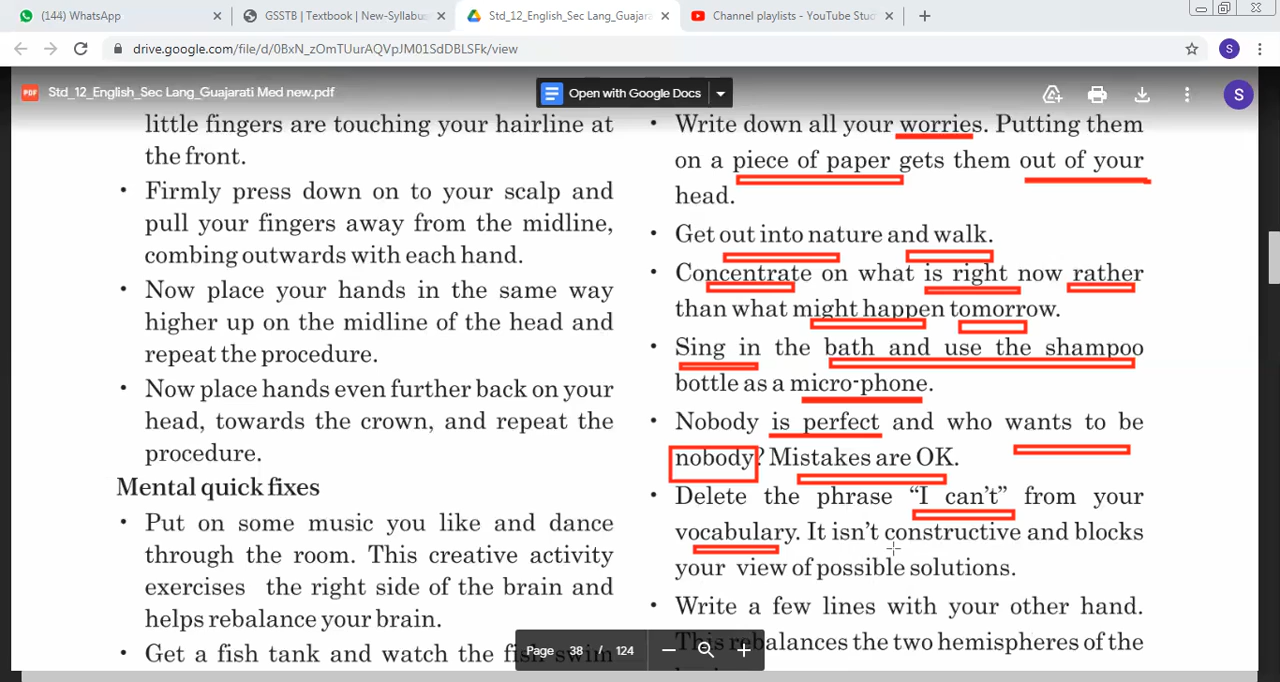 (144) WhatsApp
GSSTB | Textbook | New-Syllabus
Std_12_English_Sec Lang_Guajara
Channel playlists - YouTube Stud
drive.google.com/file/d/0BxN_zOmTUurAQVpJM01SdDBLSFk/view
S
PDF
Std_12_English_Sec Lang_Guajarati Med new.pdf
Open with Google Docs
S
little fingers are touching your hairline at
the front.
• Firmly press down on to your scalp and
pull your fingers away from the midline,
combing outwards with each hand.
• Now place your hands in the same way
higher up on the midline of the head and
repeat the procedure.
• Now place hands even further back on your
head, towards the crown, and repeat the
procedure.
Mental quick fixes
• Put on some music you like and dance
through the room. This creative activity
exercises the right side of the brain and
helps rebalance your brain.
• Get a fish tank and watch the fish swim
• Write down all your worries. Putting them
on a piece of paper gets them out of your
head.
• Get out into nature and walk.
• Concentrate on what is right now rather
than what might happen tomorrow.
• Sing in the bath and use the shampoo
bottle as a micro-phone.
• Nobody is perfect and who wants to be
nobody? Mistakes are OK.
• Delete the phrase “I can’t” from your
vocabulary. It isn’t constructive and blocks
your view of possible solutions.
• Write a few lines with your other hand.
This rebalances the two hemispheres of the
Page 38 / 124